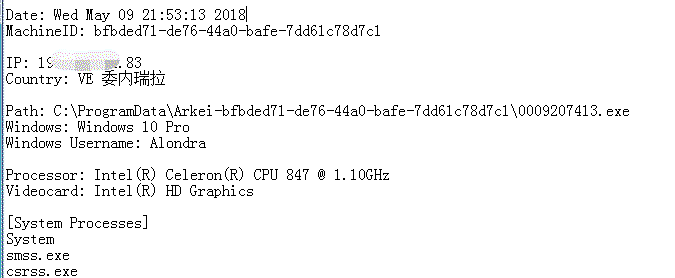 Date: Wed May 09 21:53:13 2018
MachineID: bfbded71-de76-44a0-bafe-7dd61c78d7c1
IP: 19 .83
Country: VE 委内瑞拉
Path: C:\ProgramData\Arkei-bfbded71-de76-44a0-bafe-7dd61c78d7c1\0009207413.exe
Windows: Windows 10 Pro
Windows Username: Alondra
Processor: Intel(R) Celeron(R) CPU 847 @ 1.10GHz
Videocard: Intel(R) HD Graphics
[System Processes]
System
smss.exe
csrss.exe